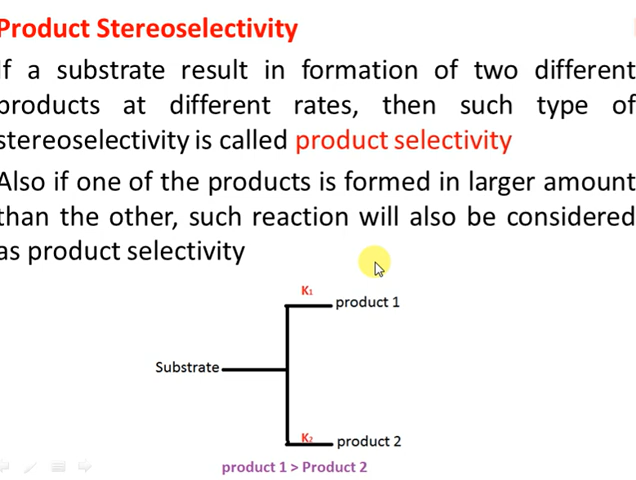 Product Stereoselectivity
If a substrate result in formation of two different
products at different rates, then such type of
stereoselectivity is called product selectivity
Also if one of the products is formed in larger amount
than the other, such reaction will also be considered
as product selectivity
K1
product 1
Substrate
K2
product 2
product 1 > Product 2